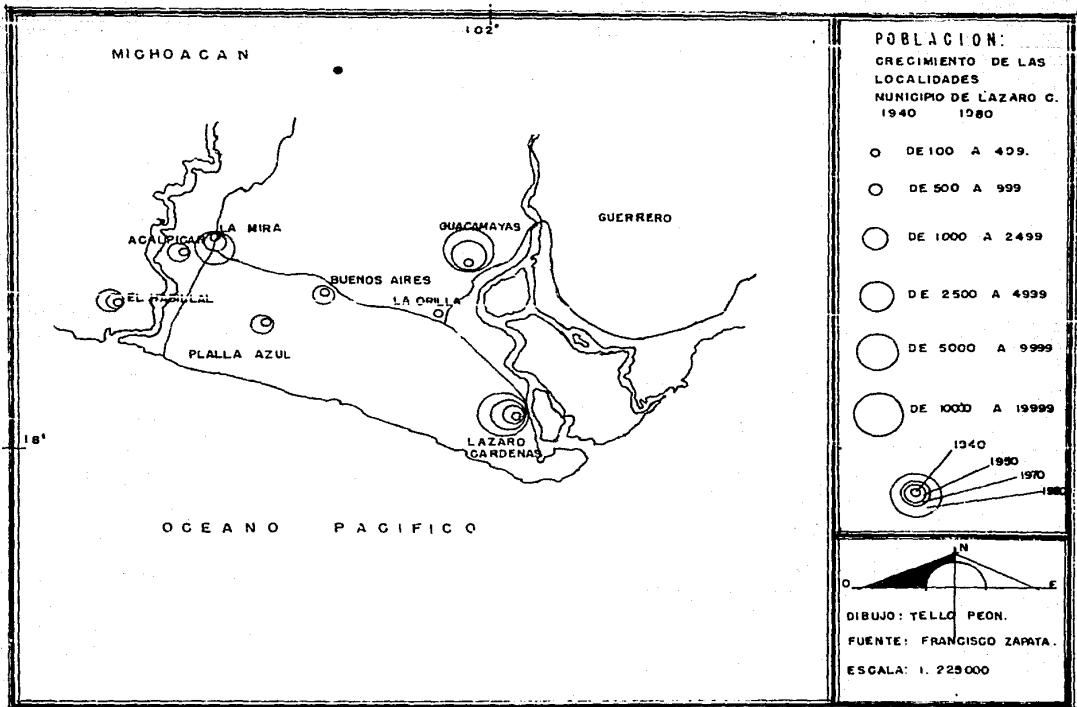 102°
MICHOACAN
LA MIRA
ACALPICAN
GUACAMAYAS
GUERRERO
BUENOS AIRES
EL HABILLAL
LA ORILLA
PLALLA AZUL
18°
LAZARO
CARDENAS
OCEANO PACIFICO
POBLACION:
CRECIMIENTO DE LAS
LOCALIDADES
MUNICIPIO DE LAZARO C.
1940 1980
DE 100 A 499.
DE 500 A 999
DE 1000 A 2499
DE 2500 A 4999
DE 5000 A 9999
DE 10000 A 19999
1940
1970
1980
N
O E
DIBUJO: TELLO PEON.
FUENTE: FRANCISCO ZAPATA.
ESCALA: 1. 225000